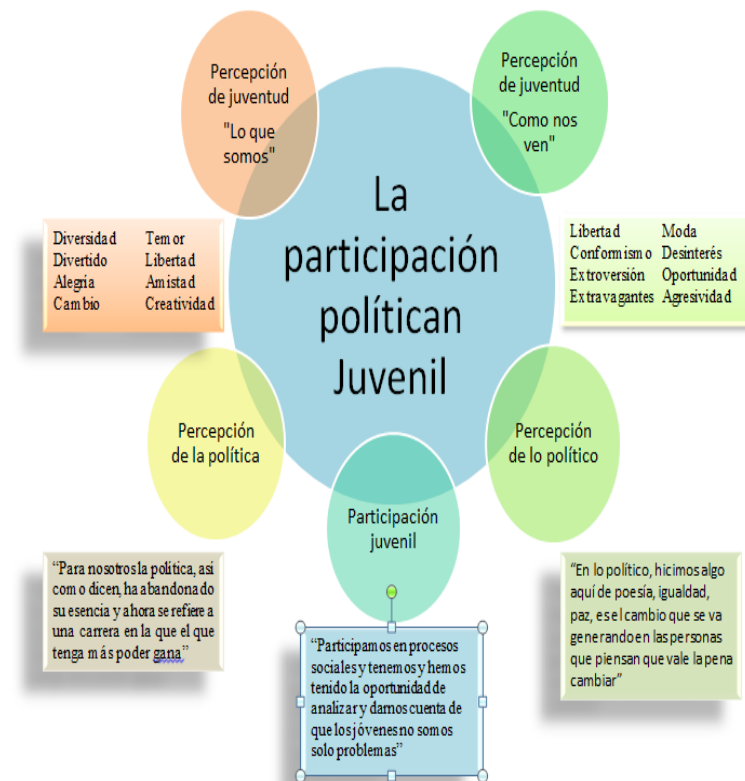 Percepción
de juventud
"Lo que
somos"
Percepción
de juventud
"Como nos
ven"
La
participación
polítican
Juvenil
Diversidad Temor
Divertido Libertad
Alegría Amistad
Cambio Creatividad
Libertad Moda
Conformismo Desinterés
Extroversión Oportunidad
Extravagantes Agresividad
Percepción
de la política
Participación
juvenil
Percepción
de lo político
“Para nosotros la política, asi
como dicen, ha abandonado
su esencia y ahora se refiere a
una carrera en la que el que
tenga más poder gana”
“Participamos en procesos
sociales y tenemos y hemos
tenido la oportunidad de
analizar y darnos cuenta de
que los jóvenes no somos
solo problemas”
“En lo político, hicimos algo
aquí de poesía, igualdad,
paz, es el cambio que se va
generando en las personas
que piensan que vale la pena
cambiar”